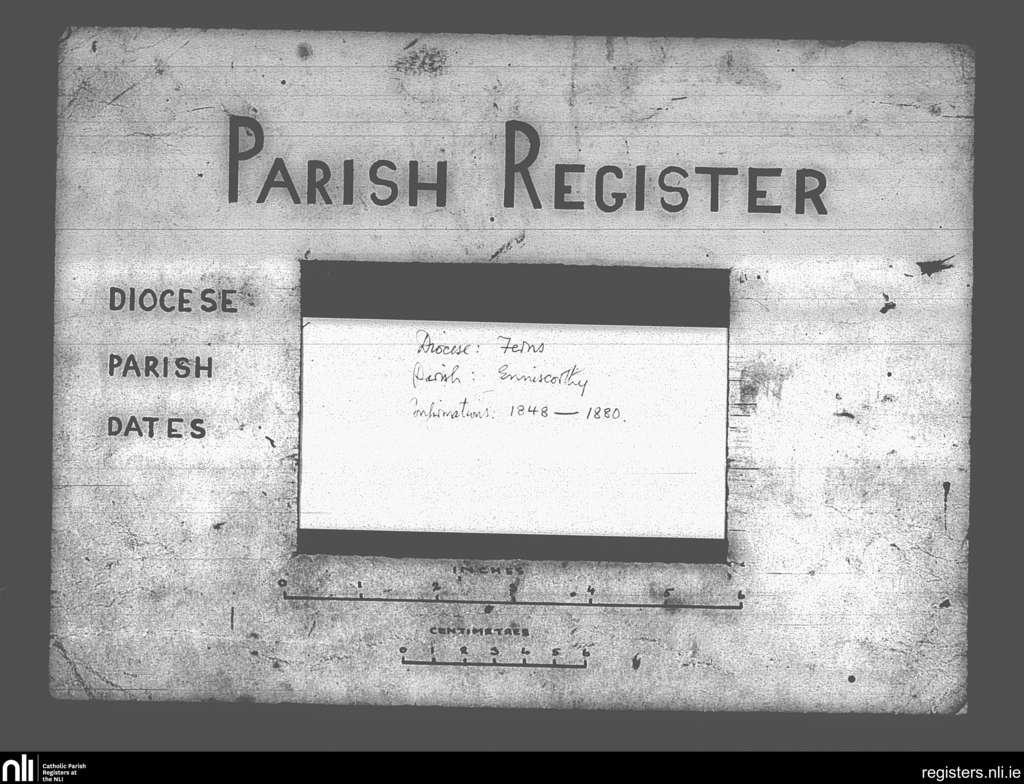 PARISH REGISTER
DIOCESE
PARISH
DATES
Diocese: Ferns
Parish: Enniscorthy
Confirmations: 1848 — 1880.
INCHES
0 1 2 3 4 5 6
CENTIMETRES
0 1 2 3 4 5 6
nli
Catholic Parish
Registers at
the NLI
registers.nli.ie